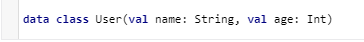 data class User(val name: String, val age: Int)